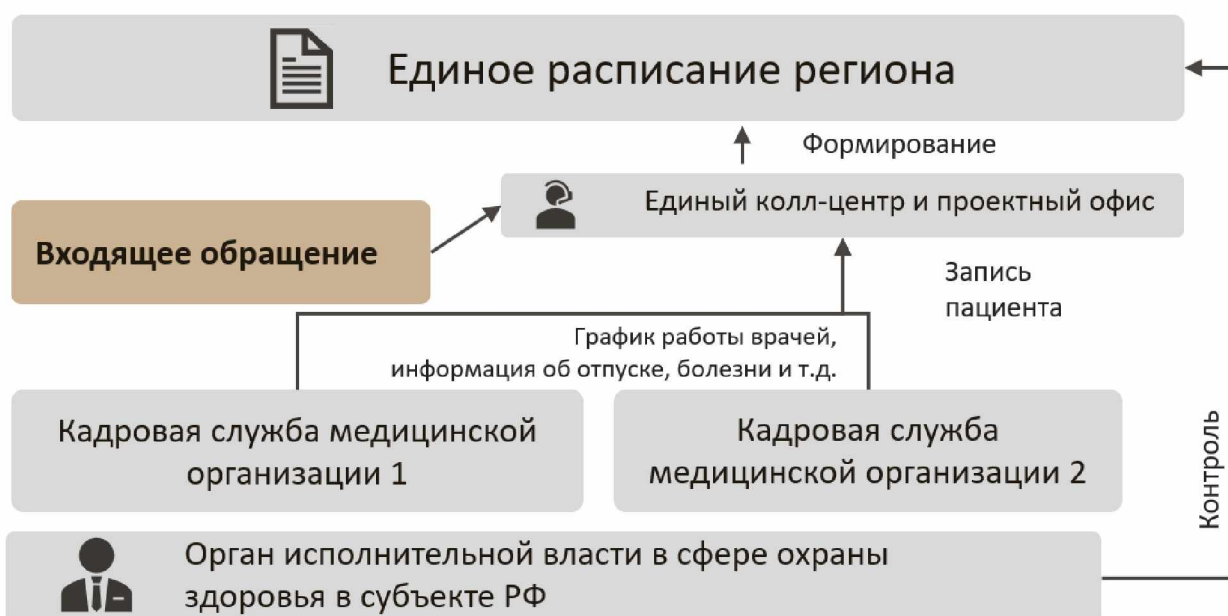 Единое расписание региона
Формирование
Единый колл-центр и проектный офис
Входящее обращение
Запись
пациента
График работы врачей,
информация об отпуске, болезни и т.д.
Кадровая служба медицинской
организации 1
Кадровая служба
медицинской организации 2
Контроль
Орган исполнительной власти в сфере охраны
здоровья в субъекте РФ